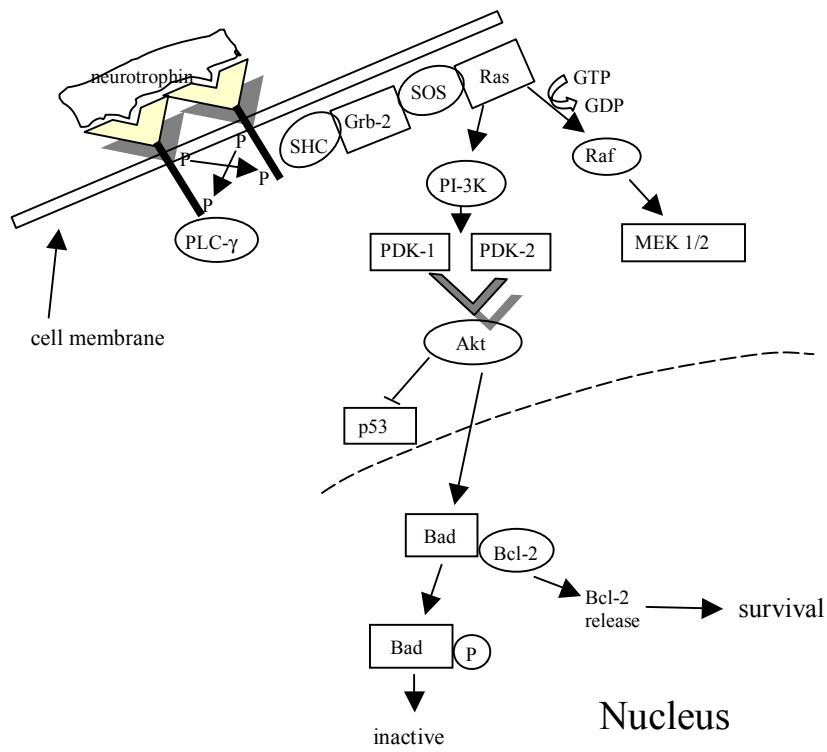 neurotrophin
P
P
P
P
SHC
Grb-2
SOS
Ras
GTP
GDP
Raf
PLC-γ
PI-3K
MEK 1/2
PDK-1
PDK-2
cell membrane
Akt
p53
Bad
Bcl-2
Bcl-2
release
survival
Bad
P
inactive
Nucleus